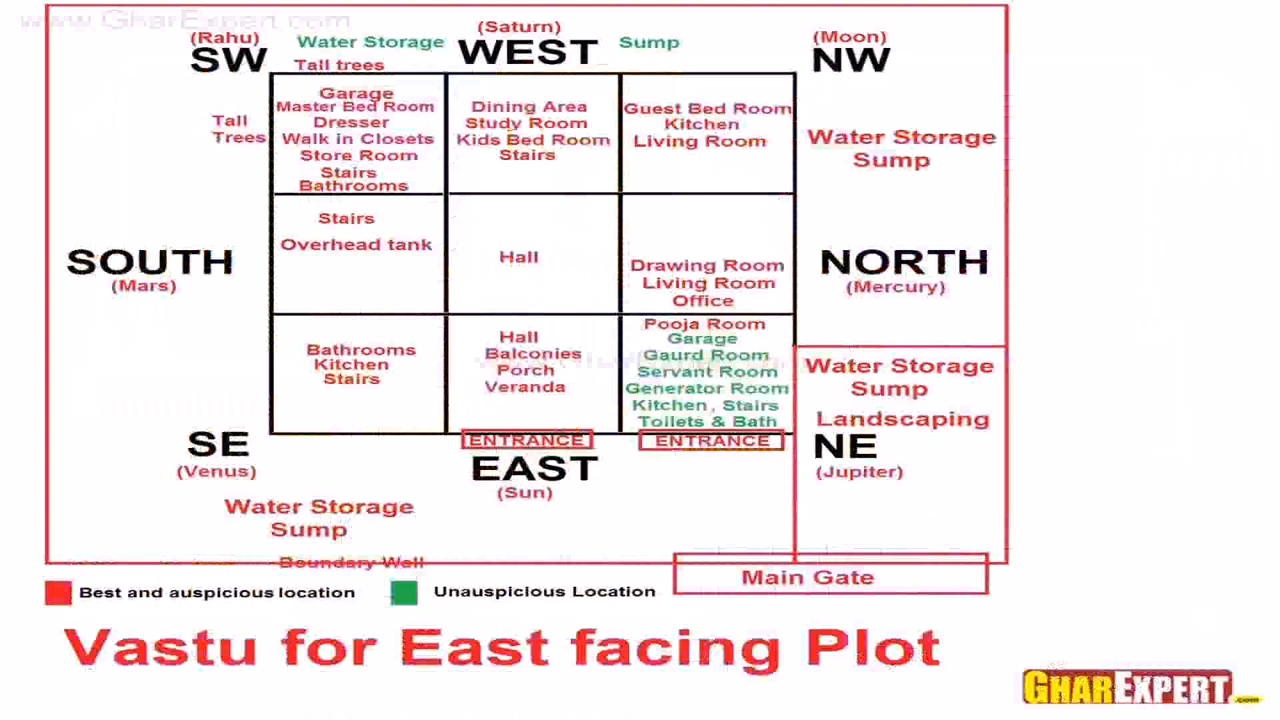 www.GharExpert.com
(Rahu)
SW
Water Storage
Tall trees
(Saturn)
WEST
Sump
(Moon)
NW
Tall
Trees
Garage
Master Bed Room
Dresser
Walk in Closets
Store Room
Stairs
Bathrooms
Dining Area
Study Room
Kids Bed Room
Stairs
Guest Bed Room
Kitchen
Living Room
Water Storage
Sump
SOUTH
(Mars)
Stairs
Overhead tank
Hall
Drawing Room
Living Room
Office
NORTH
(Mercury)
Bathrooms
Kitchen
Stairs
Hall
Balconies
Porch
Veranda
Pooja Room
Garage
Gaurd Room
Servant Room
Generator Room
Kitchen, Stairs
Toilets & Bath
Water Storage
Sump
Landscaping
NE
(Jupiter)
SE
(Venus)
ENTRANCE
ENTRANCE
EAST
(Sun)
Water Storage
Sump
Boundary Wall
Main Gate
Best and auspicious location
Unauspicious Location
Vastu for East facing Plot
GHAREXPERT.com